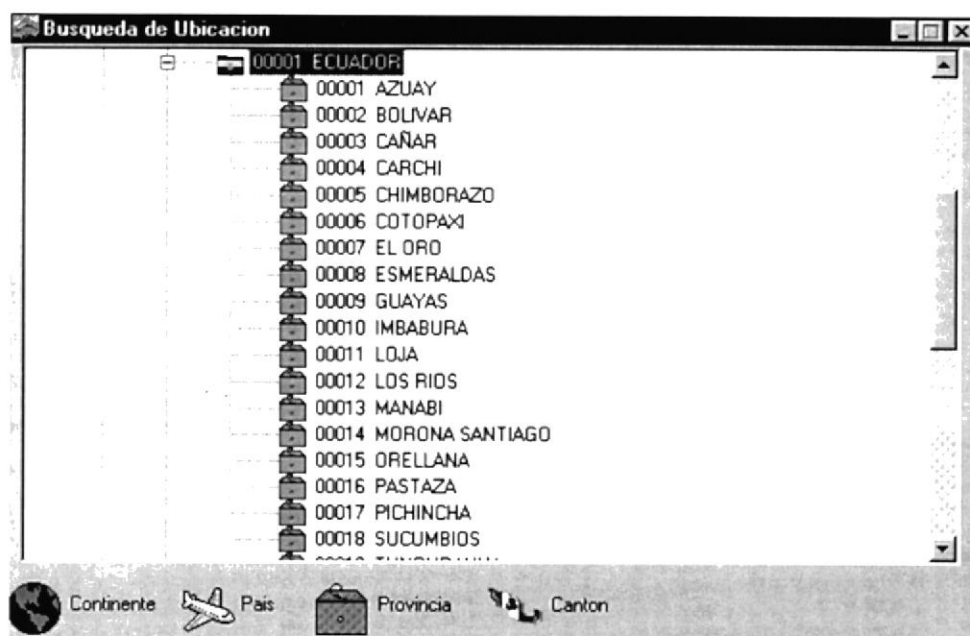 Busqueda de Ubicacion
00001 ECUADOR
00001 AZUAY
00002 BOLIVAR
00003 CAÑAR
00004 CARCHI
00005 CHIMBORAZO
00006 COTOPAXI
00007 EL ORO
00008 ESMERALDAS
00009 GUAYAS
00010 IMBABURA
00011 LOJA
00012 LOS RIOS
00013 MANABI
00014 MORONA SANTIAGO
00015 ORELLANA
00016 PASTAZA
00017 PICHINCHA
00018 SUCUMBIOS
Continente Pais Provincia Canton